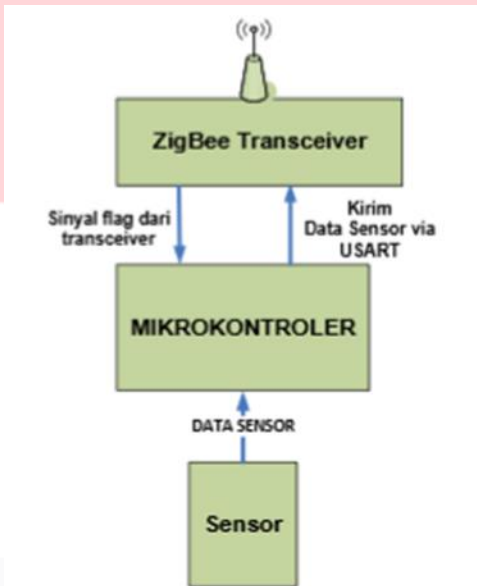 ZigBee Transceiver
Sinyal flag dari
transceiver
Kirim
Data Sensor via
USART
MIKROKONTROLER
DATA SENSOR
Sensor